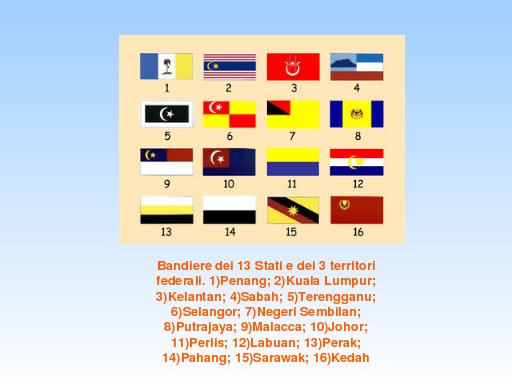 1 2 3 4
5 6 7 8
9 10 11 12
13 14 15 16
Bandiere dei 13 Stati e dei 3 territori
federali. 1)Penang; 2)Kuala Lumpur;
3)Kelantan; 4)Sabah; 5)Terengganu;
6)Selangor; 7)Negeri Sembilan;
8)Putrajaya; 9)Malacca; 10)Johor;
11)Perlis; 12)Labuan; 13)Perak;
14)Pahang; 15)Sarawak; 16)Kedah